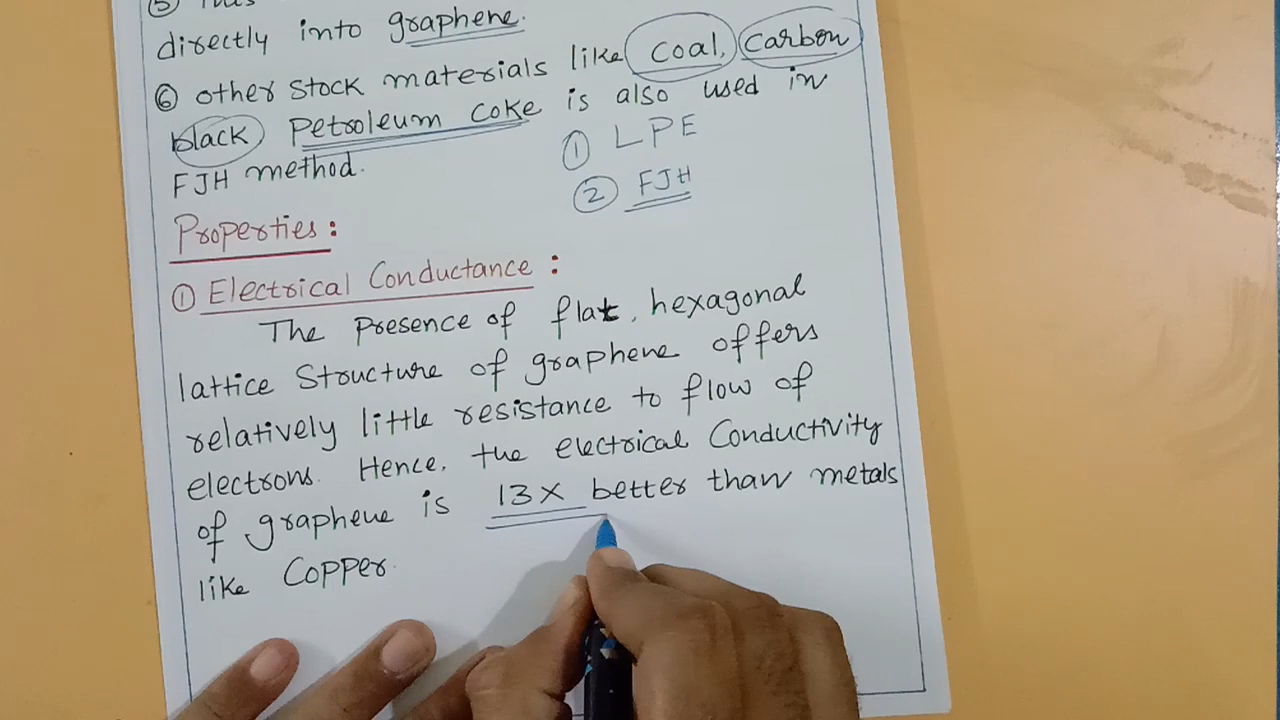 ⑤
directly into graphene.
⑥ other stock materials like coal, carbon
black Petroleum coke is also used in
FJH method.
① LPE
② FJH
Properties:
① Electrical Conductance:
The Presence of flat, hexagonal
lattice Structure of graphene offers
relatively little resistance to flow of
electrons. Hence, the electrical Conductivity
of graphene is 13X better than metals
like Copper.